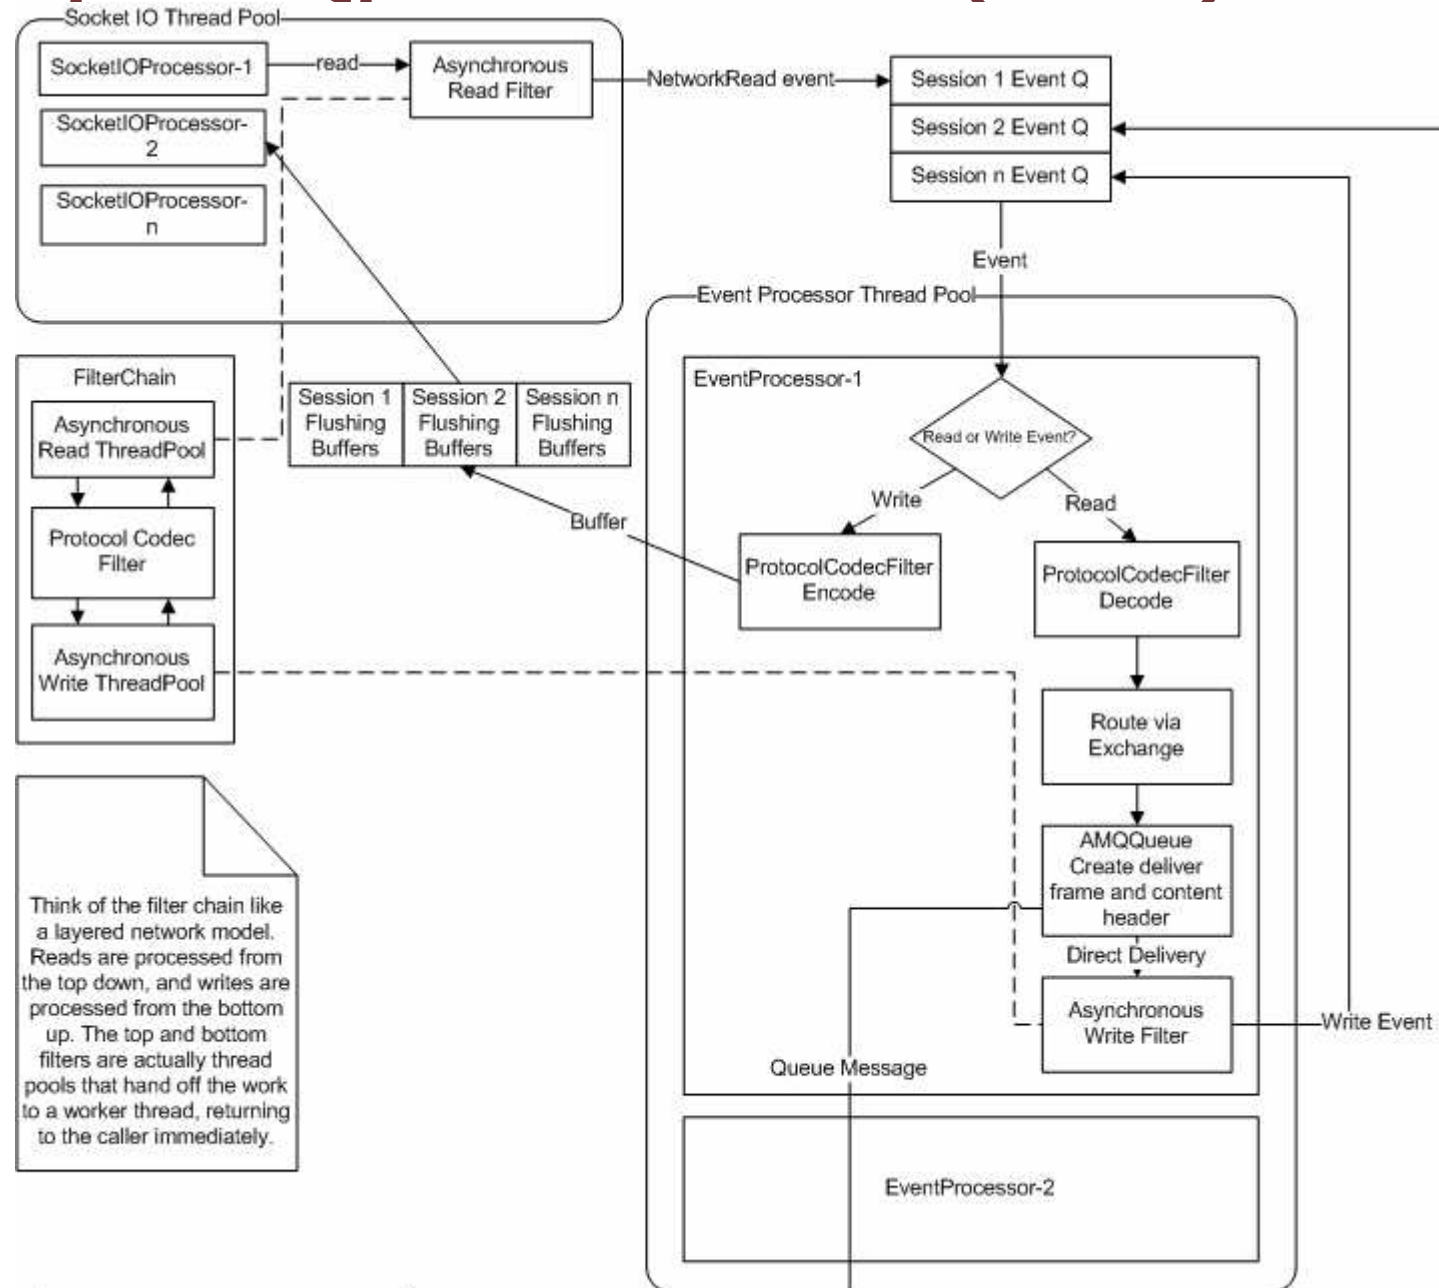 Socket IO Thread Pool
SocketIOProcessor-1
read
Asynchronous
Read Filter
NetworkRead event
Session 1 Event Q
SocketIOProcessor-
2
Session 2 Event Q
Session n Event Q
SocketIOProcessor-
n
Event
Event Processor Thread Pool
FilterChain
Asynchronous
Read ThreadPool
Protocol Codec
Filter
Asynchronous
Write ThreadPool
Session 1
Flushing
Buffers
Session 2
Flushing
Buffers
Session n
Flushing
Buffers
Buffer
EventProcessor-1
Read or Write Event?
Write
Read
ProtocolCodecFilter
Encode
ProtocolCodecFilter
Decode
Route via
Exchange
AMQQueue
Create deliver
frame and content
header
Direct Delivery
Asynchronous
Write Filter
Write Event
Queue Message
EventProcessor-2
Think of the filter chain like
a layered network model.
Reads are processed from
the top down, and writes are
processed from the bottom
up. The top and bottom
filters are actually thread
pools that hand off the work
to a worker thread, returning
to the caller immediately.